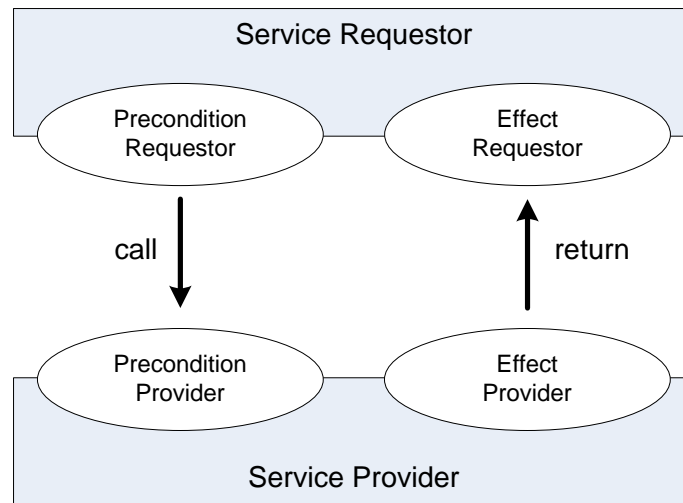 Service Requestor
Precondition
Requestor
Effect
Requestor
call
return
Precondition
Provider
Effect
Provider
Service Provider